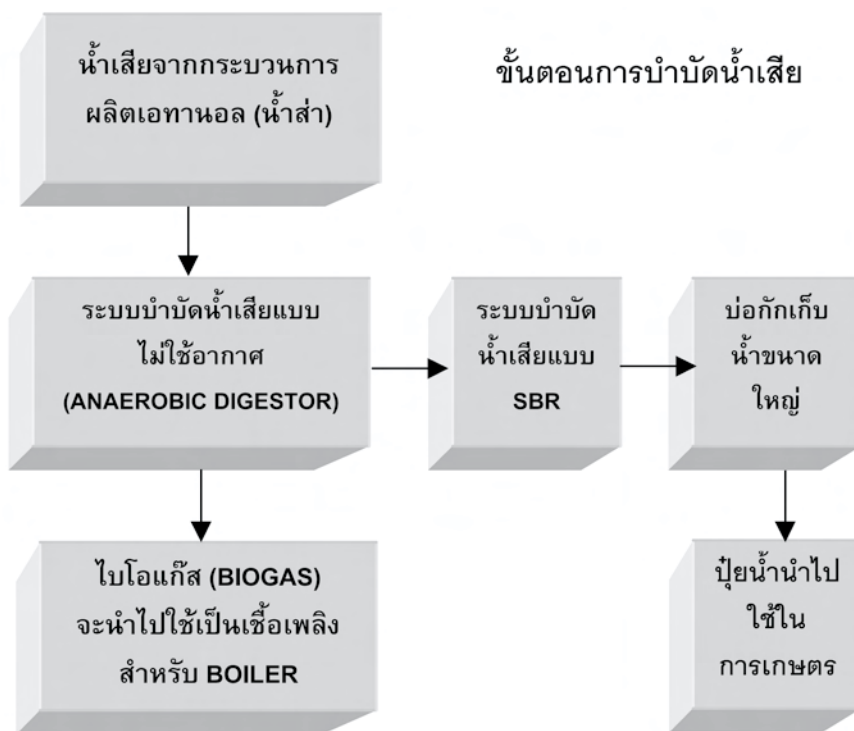 น้ำเสียจากกระบวนการ
ผลิตเอทานอล (น้ำส่า)
ขั้นตอนการบำบัดน้ำเสีย
ระบบบำบัดน้ำเสียแบบ
ไม่ใช้อากาศ
(ANAEROBIC DIGESTOR)
ระบบบำบัด
น้ำเสียแบบ
SBR
บ่อกักเก็บ
น้ำขนาด
ใหญ่
ไบโอแก๊ส (BIOGAS)
จะนำไปใช้เป็นเชื้อเพลิง
สำหรับ BOILER
ปุ๋ยน้ำนำไป
ใช้ใน
การเกษตร